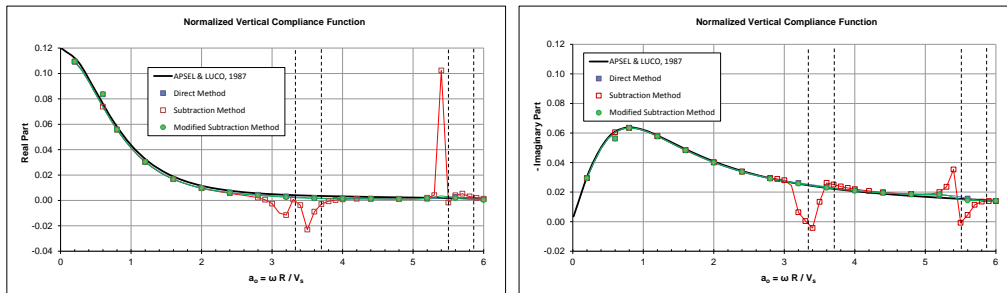 Normalized Vertical Compliance Function
0.12
0.10
0.08
0.06
0.04
0.02
0.00
-0.02
-0.04
Real Part
APSEL & LUCO, 1987
Direct Method
Subtraction Method
Modified Subtraction Method
0 1 2 3 4 5 6
aₒ = ω R / Vₛ
Normalized Vertical Compliance Function
-0.12
-0.10
-0.08
-0.06
-0.04
-0.02
0.00
0.02
-Imaginary Part
APSEL & LUCO, 1987
Direct Method
Subtraction Method
Modified Subtraction Method
0 1 2 3 4 5 6
aₒ = ω R / Vₛ